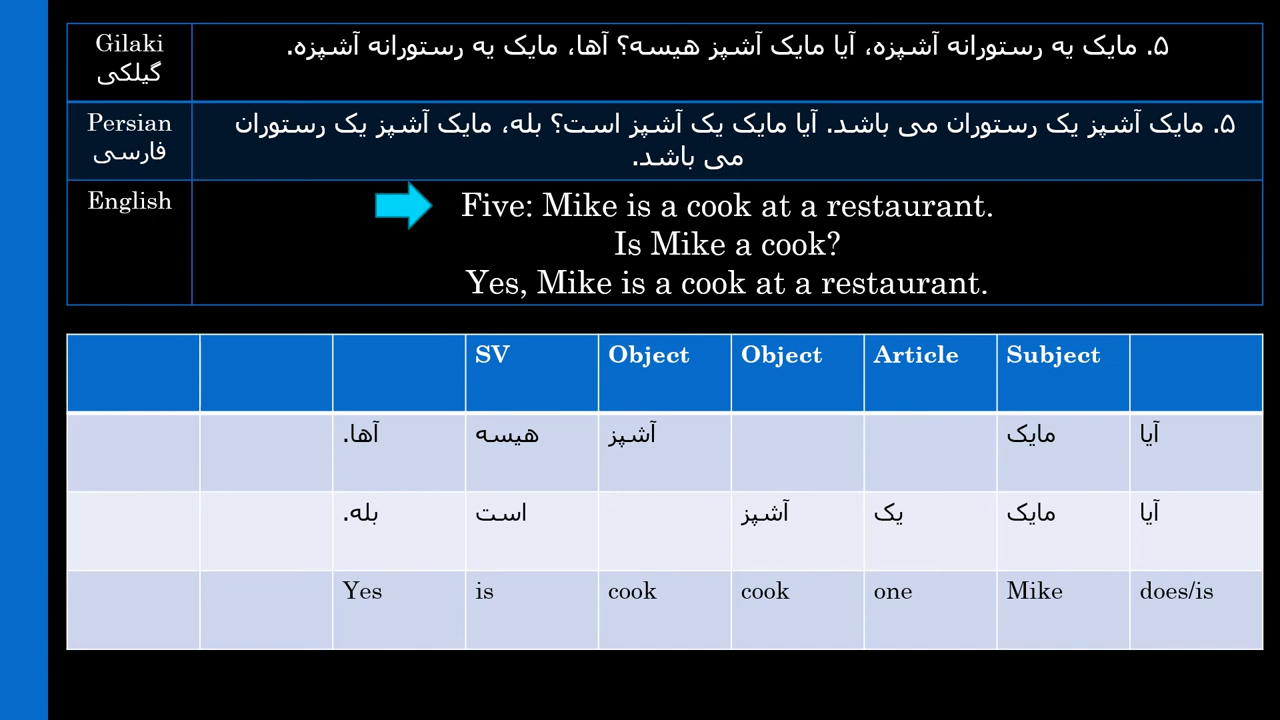 Gilaki
گیلکی
۵. مایک یه رستورانه آشپزه، آیا مایک آشپز هیسه؟ آها، مایک یه رستورانه آشپزه.
Persian
فارسی
۵. مایک آشپز یک رستوران می باشد. آیا مایک یک آشپز است؟ بله، مایک آشپز یک رستوران
می باشد.
English
Five: Mike is a cook at a restaurant.
Is Mike a cook?
Yes, Mike is a cook at a restaurant.
SV Object Object Article Subject
آیا مایک آشپز هیسه آها.
آیا مایک یک آشپز است بله.
Yes is cook cook one Mike does/is